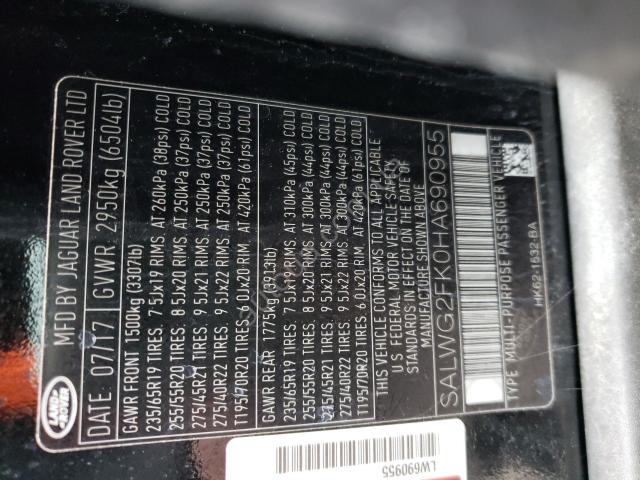 LAND ROVER
MFD BY JAGUAR LAND ROVER LTD
DATE 07/17 GVWR 2950kg (6504lb)
GAWR FRONT 1500kg (3307lb)
235/65R19 TIRES 7.5Jx19 RIMS, AT 260kPa (38psi) COLD
255/55R20 TIRES 8.5Jx20 RIMS, AT 250kPa (37psi) COLD
275/45R21 TIRES 9.5Jx21 RIMS, AT 250kPa (37psi) COLD
275/40R22 TIRES 9.5Jx22 RIMS, AT 250kPa (37psi) COLD
T195/70R20 TIRES 6.0Jx20 RIM, AT 420kPa (61psi) COLD
GAWR REAR 1775kg (3913lb)
235/65R19 TIRES 7.5Jx19 RIMS, AT 310kPa (45psi) COLD
255/55R20 TIRES 8.5Jx20 RIMS, AT 300kPa (44psi) COLD
275/45R21 TIRES 9.5Jx21 RIMS, AT 300kPa (44psi) COLD
275/40R22 TIRES 9.5Jx22 RIMS, AT 300kPa (44psi) COLD
T195/70R20 TIRES 6.0Jx20 RIM, AT 420kPa (61psi) COLD
THIS VEHICLE CONFORMS TO ALL APPLICABLE
U.S FEDERAL MOTOR VEHICLE SAFETY
STANDARDS IN EFFECT ON THE DATE OF
MANUFACTURE SHOWN ABOVE.
SALWG2FK0HA690955
TYPE MULTI-PURPOSE PASSENGER VEHICLE
HK621532BA
LW690955